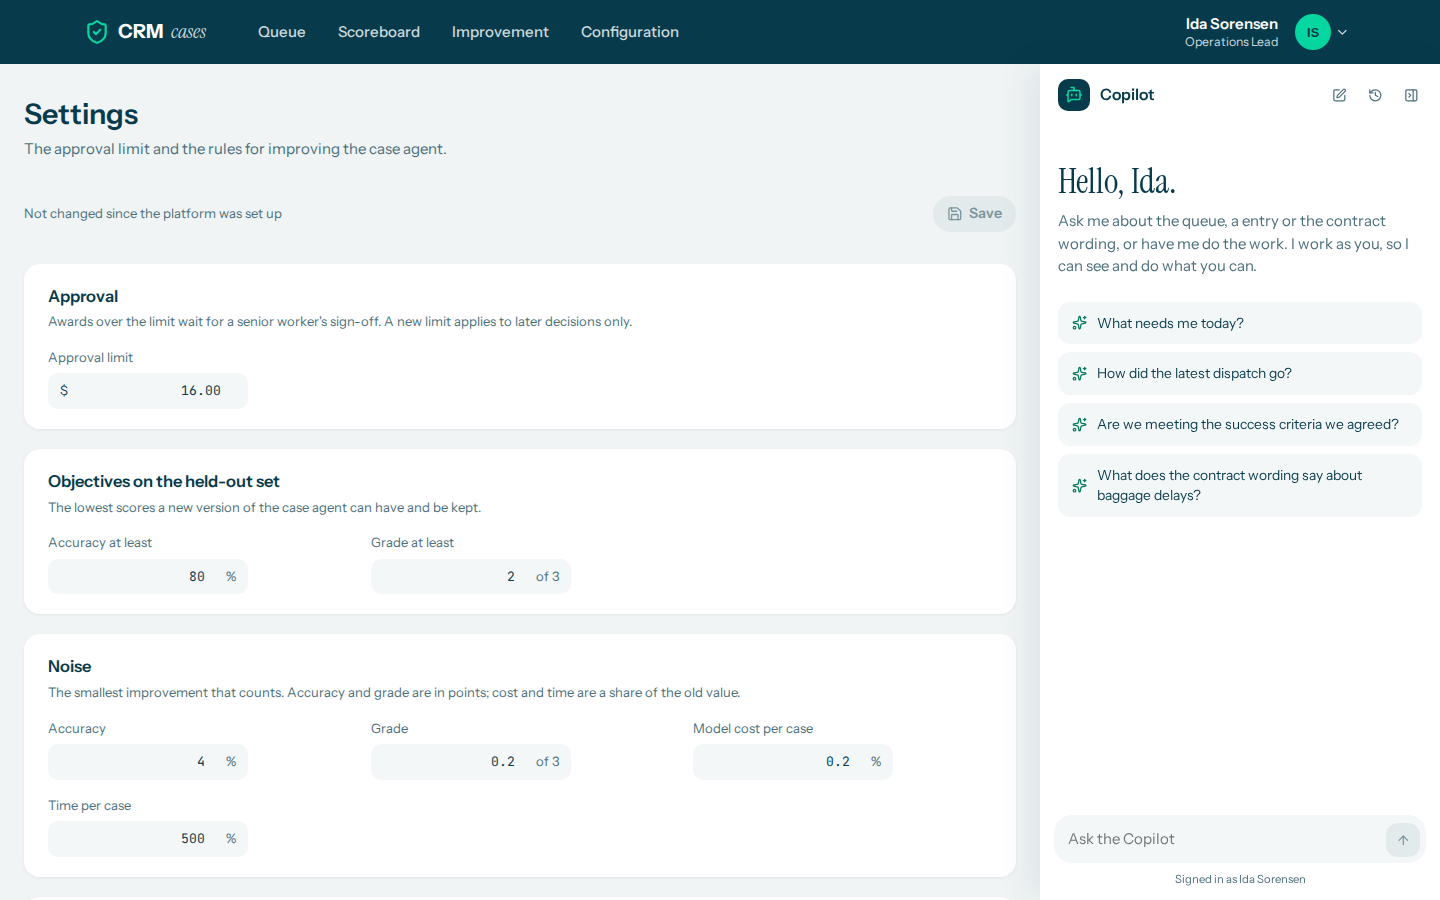 CRM cases
Queue
Scoreboard
Improvement
Configuration
Ida Sorensen
Operations Lead
IS
Settings
The approval limit and the rules for improving the case agent.
Not changed since the platform was set up
Save
Approval
Awards over the limit wait for a senior worker's sign-off. A new limit applies to later decisions only.
Approval limit
$ 16.00
Objectives on the held-out set
The lowest scores a new version of the case agent can have and be kept.
Accuracy at least
Grade at least
80 %
2 of 3
Noise
The smallest improvement that counts. Accuracy and grade are in points; cost and time are a share of the old value.
Accuracy
Grade
Model cost per case
4 %
0.2 of 3
0.2 %
Time per case
500 %
Copilot
Hello, Ida.
Ask me about the queue, a entry or the contract
wording, or have me do the work. I work as you, so I
can see and do what you can.
What needs me today?
How did the latest dispatch go?
Are we meeting the success criteria we agreed?
What does the contract wording say about
baggage delays?
Ask the Copilot
Signed in as Ida Sorensen